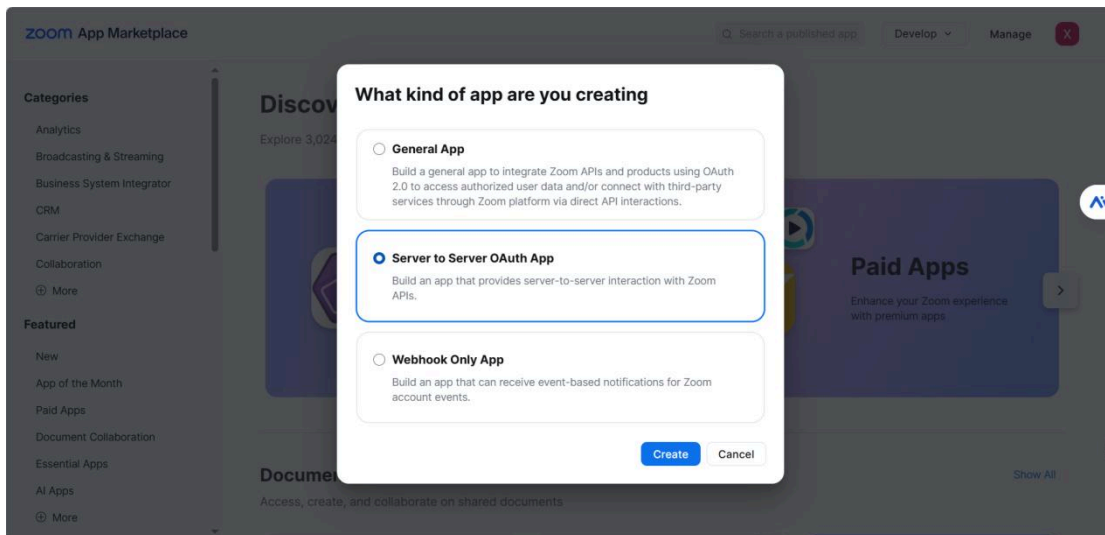 zoom App Marketplace
Search a published app
Develop
Manage
X
Categories
Analytics
Broadcasting & Streaming
Business System Integrator
CRM
Carrier Provider Exchange
Collaboration
More
Featured
New
App of the Month
Paid Apps
Document Collaboration
Essential Apps
AI Apps
More
Discov
Explore 3,024
What kind of app are you creating
General App
Build a general app to integrate Zoom APIs and products using OAuth
2.0 to access authorized user data and/or connect with third-party
services through Zoom platform via direct API interactions.
Server to Server OAuth App
Build an app that provides server-to-server interaction with Zoom
APIs.
Webhook Only App
Build an app that can receive event-based notifications for Zoom
account events.
Create
Cancel
Paid Apps
Enhance your Zoom experience
with premium apps
Docume
Show All
Access, create, and collaborate on shared documents